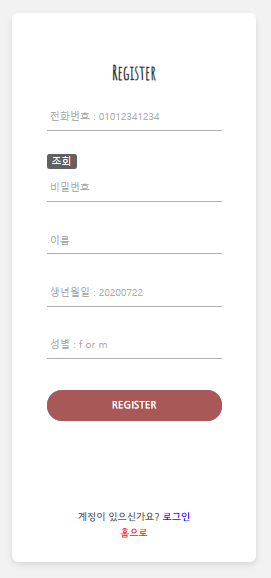 Register
전화번호 : 01012341234
조회
비밀번호
이름
생년월일 : 20200722
성별 : f or m
REGISTER
계정이 있으신가요? 로그인
홈으로